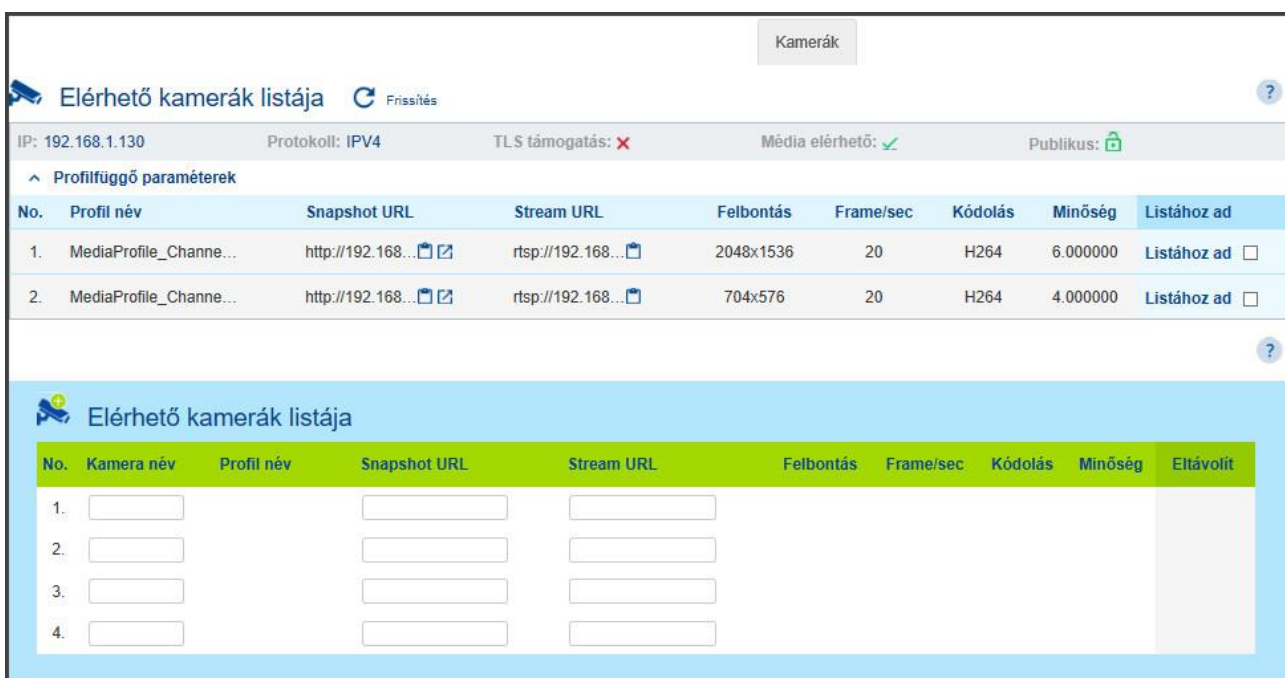 Kamerák
Elérhető kamerák listája Frissítés ?
IP: 192.168.1.130 Protokoll: IPV4 TLS támogatás: Média elérhető: Publikus:
Profilfüggő paraméterek
No. Profil név Snapshot URL Stream URL Felbontás Frame/sec Kódolás Minőség Listához ad
1. MediaProfile_Channe... http://192.168... rtsp://192.168... 2048x1536 20 H264 6.000000 Listához ad
2. MediaProfile_Channe... http://192.168... rtsp://192.168... 704x576 20 H264 4.000000 Listához ad
?
Elérhető kamerák listája
No. Kamera név Profil név Snapshot URL Stream URL Felbontás Frame/sec Kódolás Minőség Eltávolít
1.
2.
3.
4.